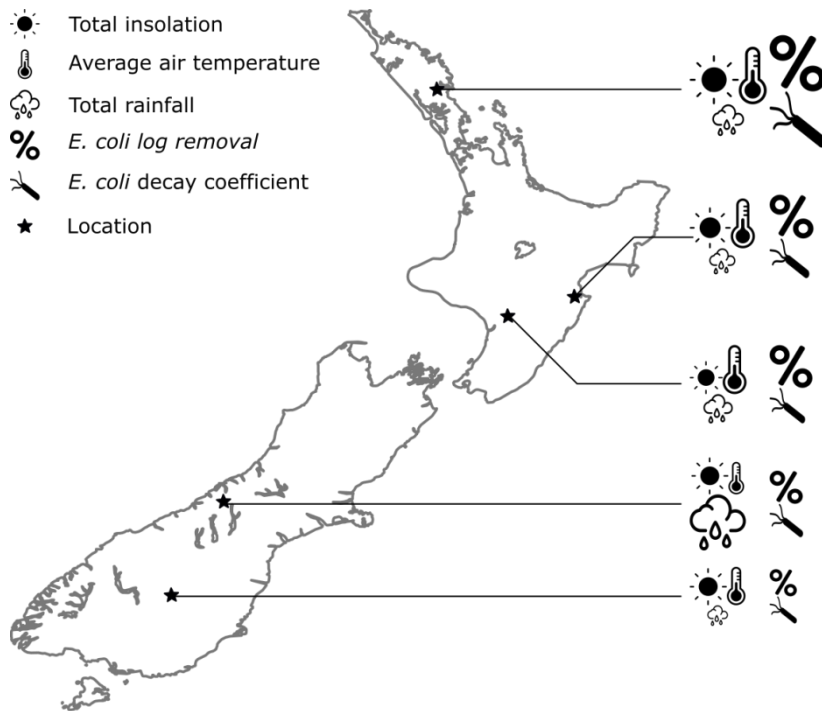 Total insolation
Average air temperature
Total rainfall
E. coli log removal
E. coli decay coefficient
Location